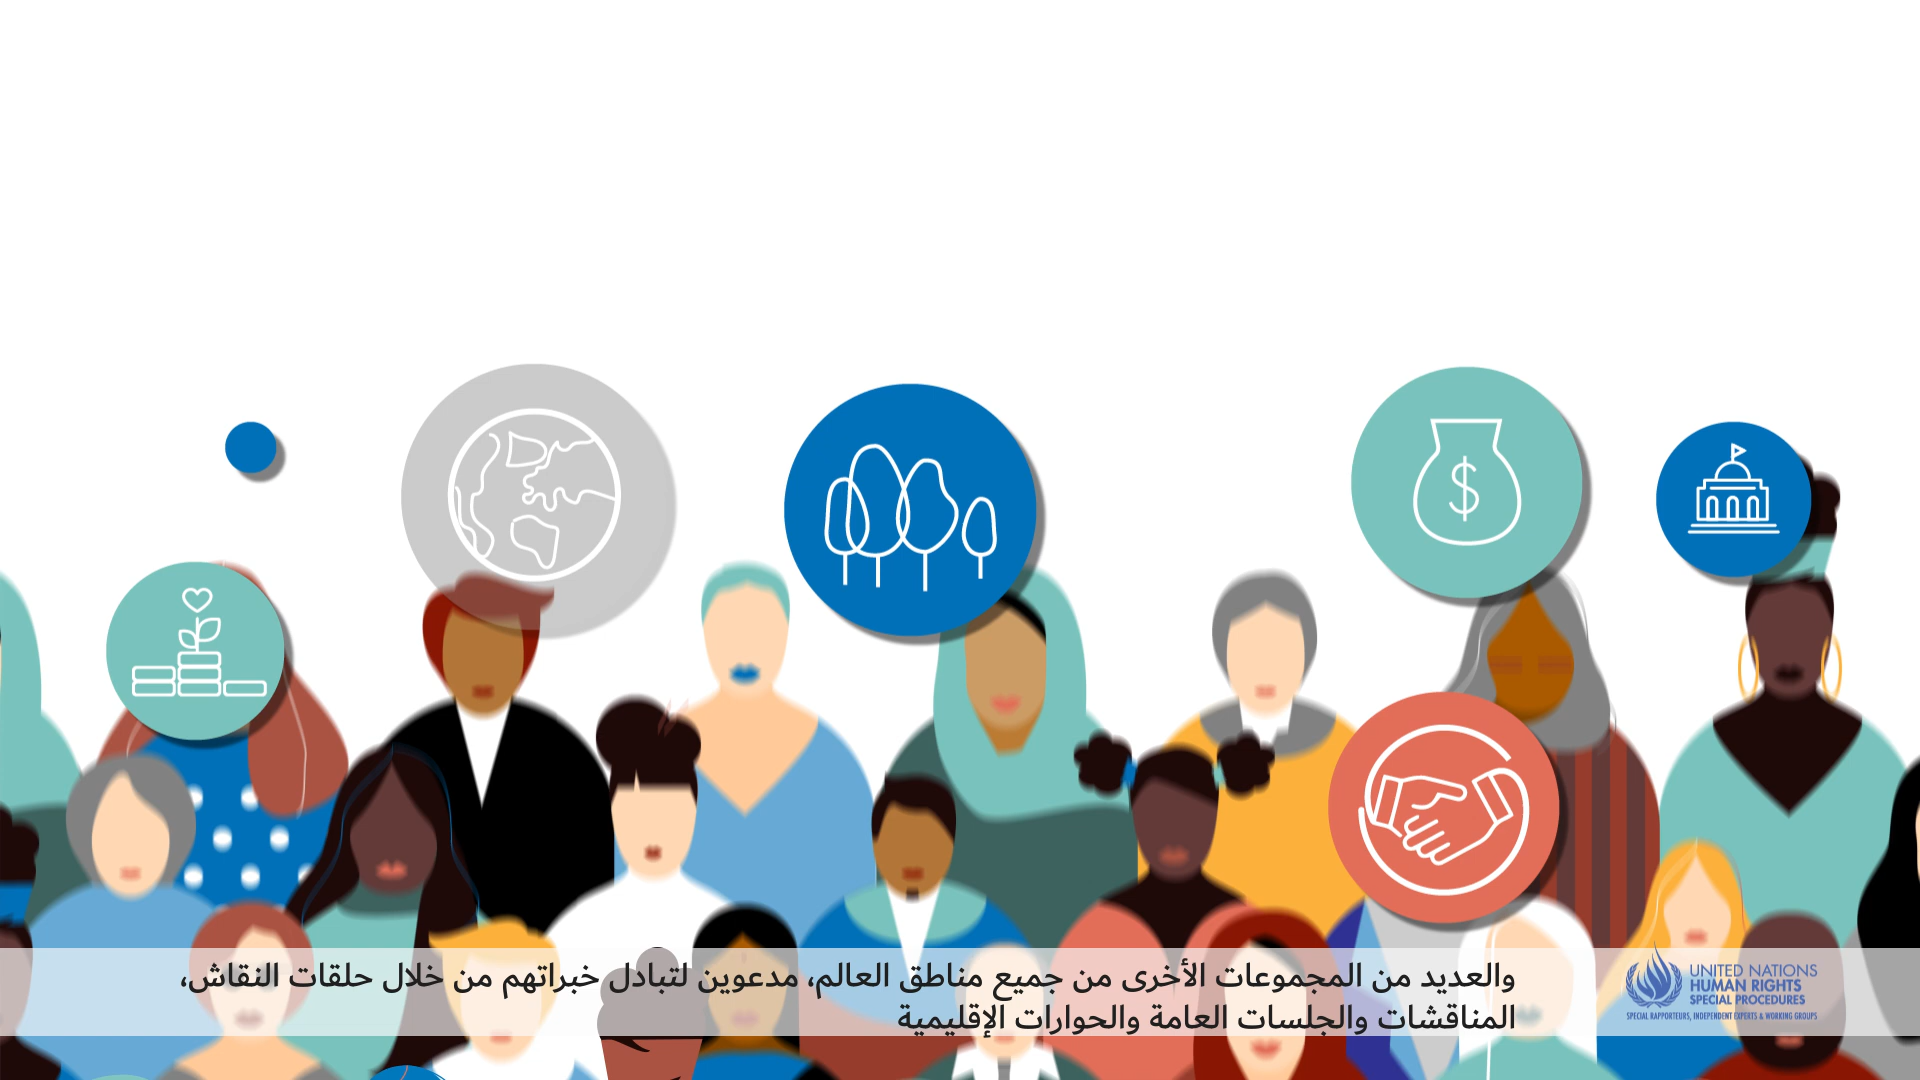 والعديد من المجموعات الأخرى من جميع مناطق العالم، مدعوين لتبادل خبراتهم من خلال حلقات النقاش،
المناقشات والجلسات العامة والحوارات الإقليمية
UNITED NATIONS
HUMAN RIGHTS
SPECIAL PROCEDURES
SPECIAL RAPPORTEURS, INDEPENDENT EXPERTS & WORKING GROUPS
$